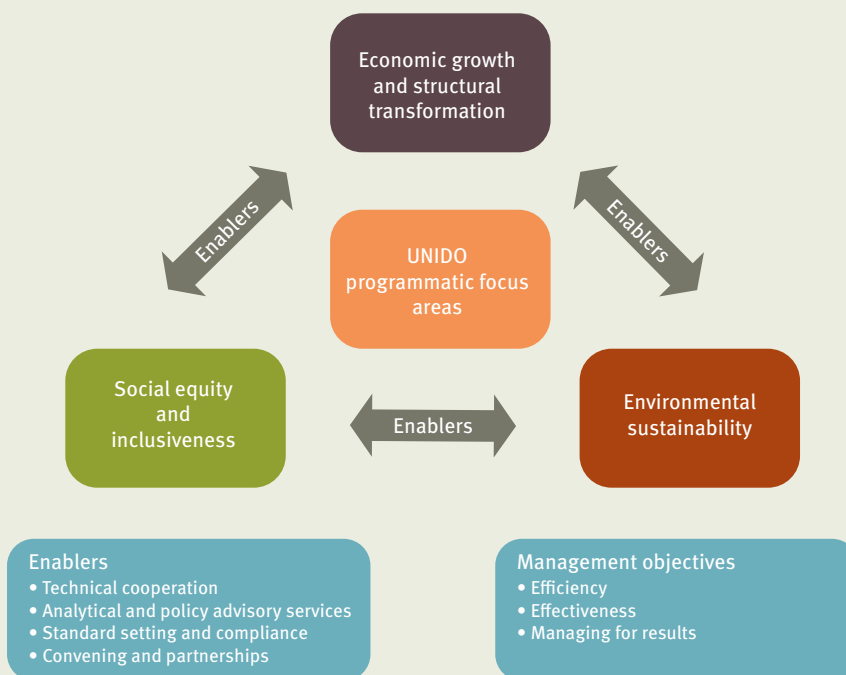 Economic growth
and structural
transformation
Enablers
Enablers
UNIDO
programmatic focus
areas
Social equity
and
inclusiveness
Enablers
Environmental
sustainability
Enablers
• Technical cooperation
• Analytical and policy advisory services
• Standard setting and compliance
• Convening and partnerships
Management objectives
• Efficiency
• Effectiveness
• Managing for results